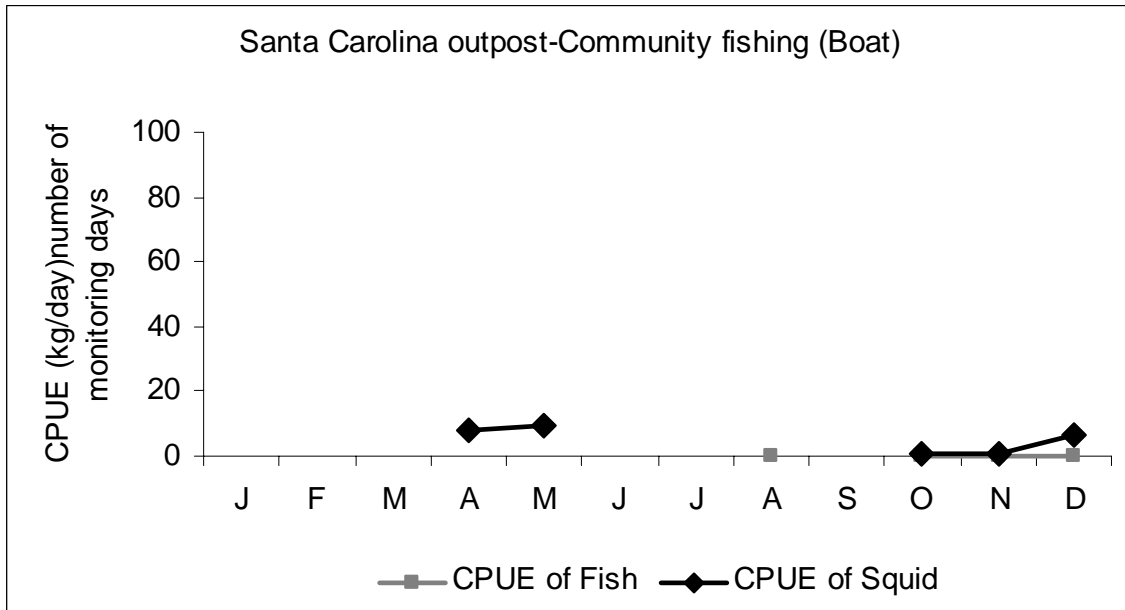 Santa Carolina outpost-Community fishing (Boat)
CPUE (kg/day)number of
monitoring days
100
80
60
40
20
0
J F M A M J J A S O N D
CPUE of Fish CPUE of Squid